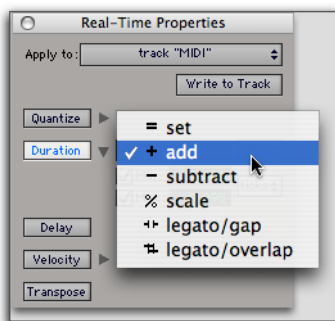 Real-Time Properties
Apply to: track "MIDI"
Write to Track
Quantize
= set
Duration
✓ + add
− subtract
% scale
legato/gap
Delay
legato/overlap
Velocity
Transpose